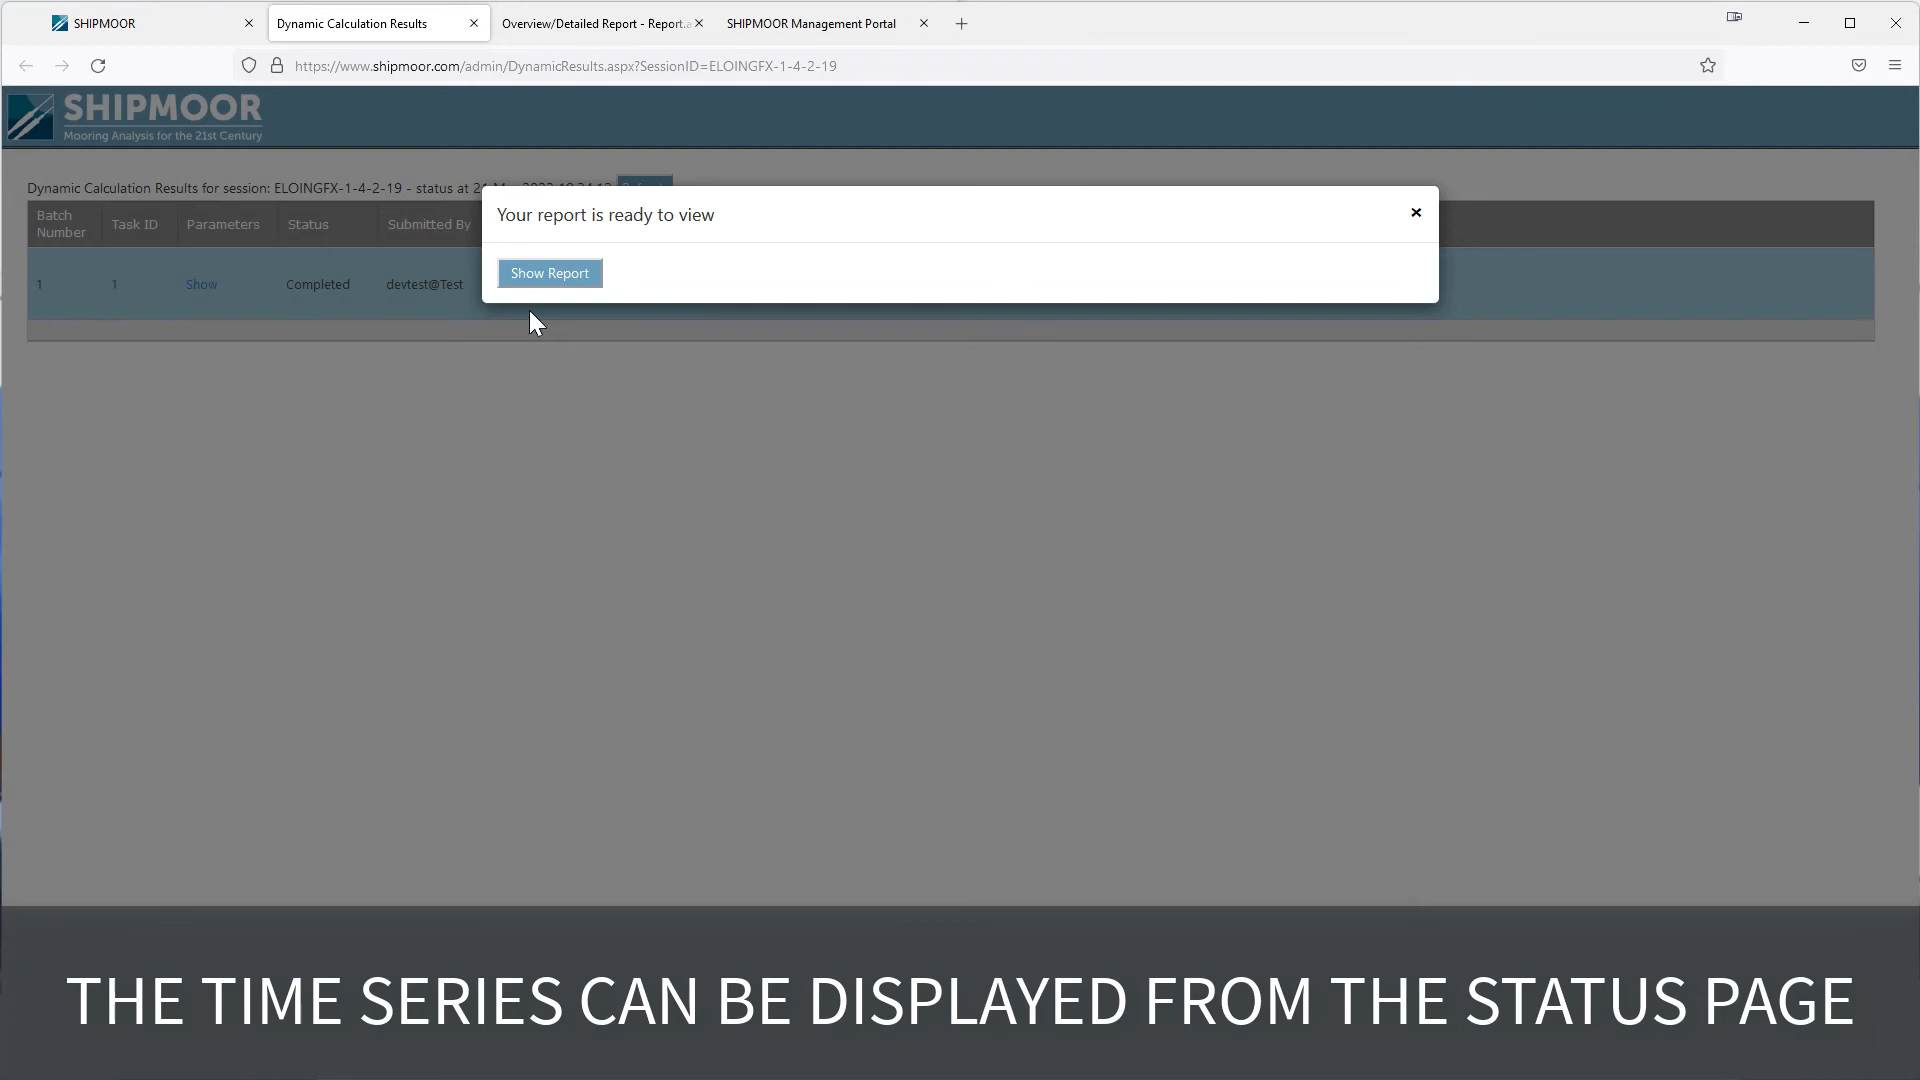 SHIPMOOR
Dynamic Calculation Results
Overview/Detailed Report - Report.
SHIPMOOR Management Portal
https://www.shipmoor.com/admin/DynamicResults.aspx?SessionID=ELOINGFX-1-4-2-19
SHIPMOOR
Mooring Analysis for the 21st Century
Dynamic Calculation Results for session: ELOINGFX-1-4-2-19 - status at
Your report is ready to view
Batch Number
Task ID
Parameters
Status
Submitted By
Show Report
1
1
Show
Completed
devtest@Test
THE TIME SERIES CAN BE DISPLAYED FROM THE STATUS PAGE